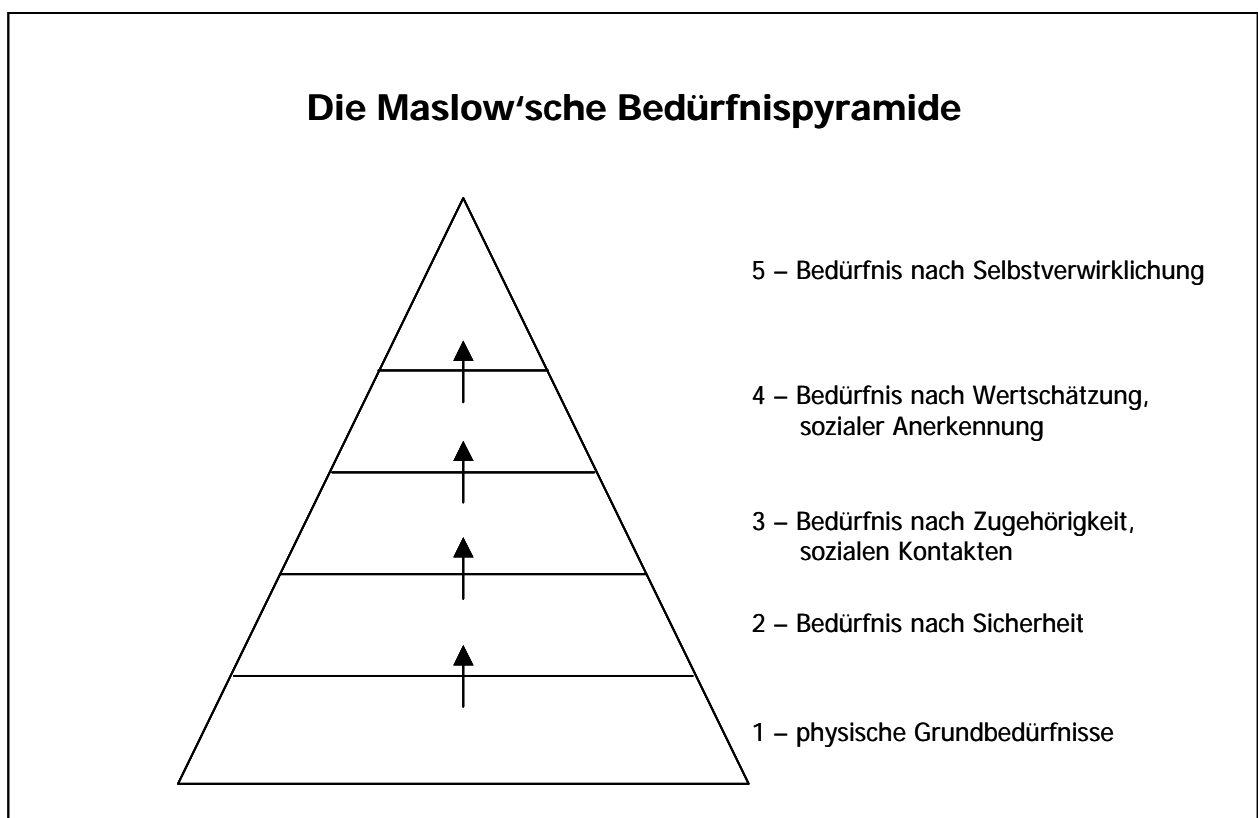 Die Maslow‘sche Bedürfnispyramide
5 – Bedürfnis nach Selbstverwirklichung
4 – Bedürfnis nach Wertschätzung,
sozialer Anerkennung
3 – Bedürfnis nach Zugehörigkeit,
sozialen Kontakten
2 – Bedürfnis nach Sicherheit
1 – physische Grundbedürfnisse